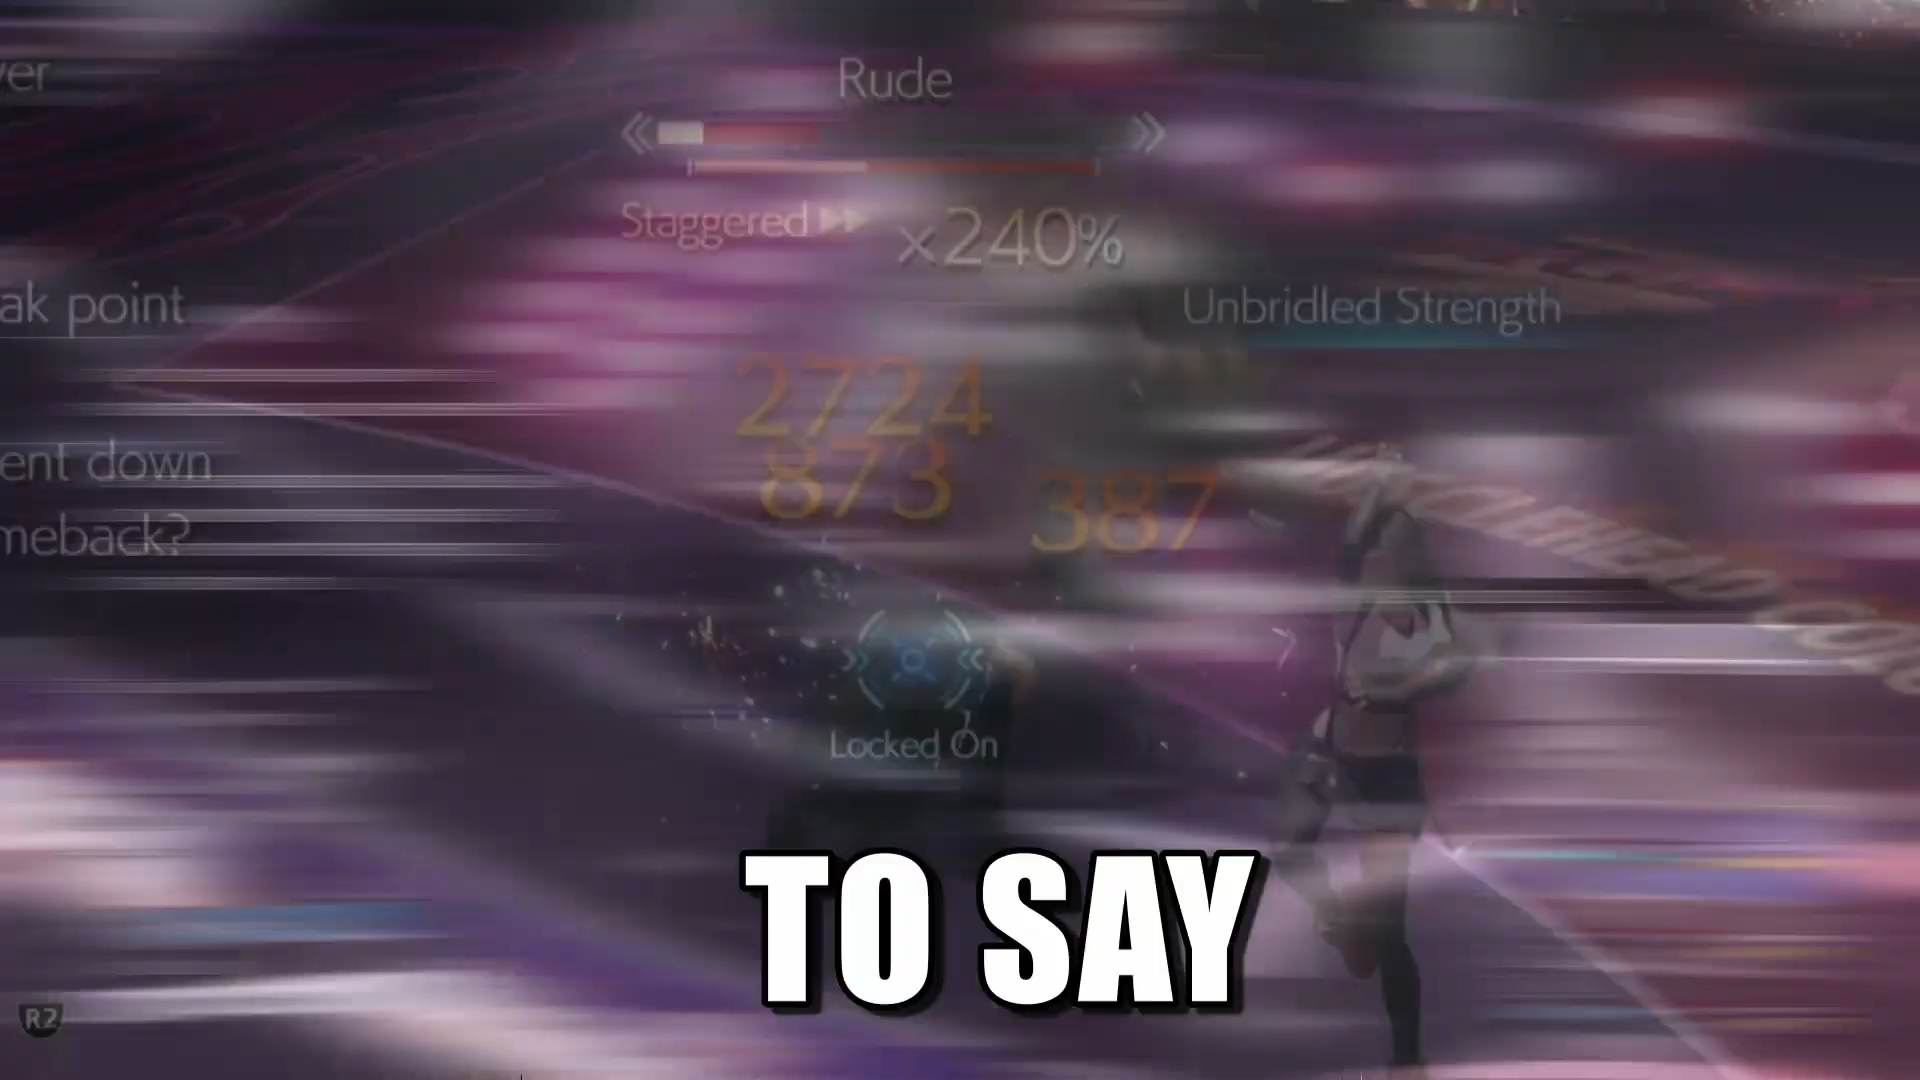 ver
Rude
Staggered
×240%
ak point
Unbridled Strength
2724
873
387
ent down
meback?
Locked On
TO SAY
R2